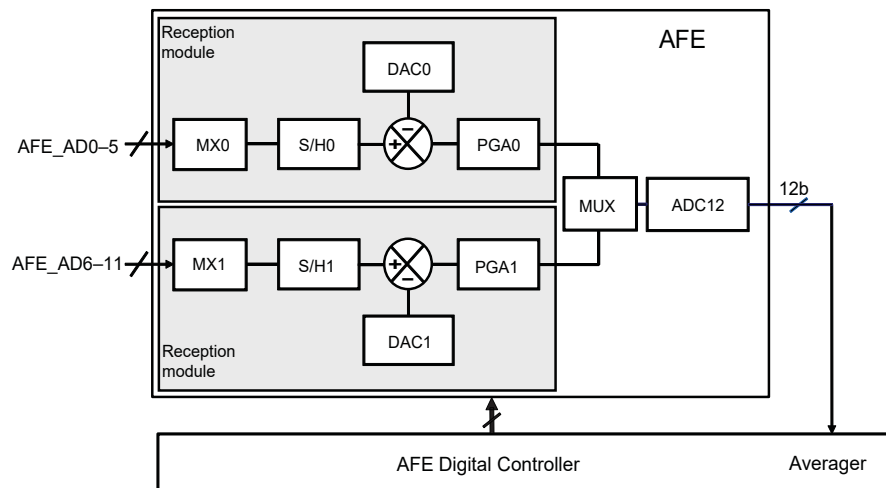 Reception
module
AFE
DAC0
−
AFE_AD0–5
MX0
S/H0
+
PGA0
12b
MUX
ADC12
AFE_AD6–11
MX1
S/H1
+
−
PGA1
DAC1
Reception
module
AFE Digital Controller
Averager